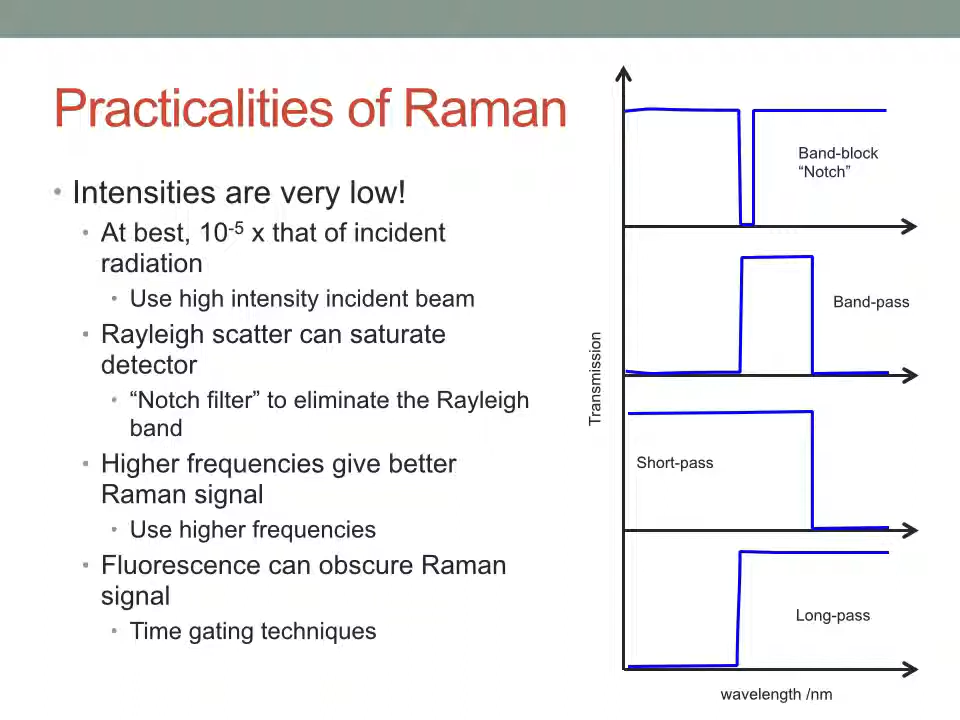 Practicalities of Raman
• Intensities are very low!
• At best, 10⁻⁵ x that of incident
radiation
• Use high intensity incident beam
• Rayleigh scatter can saturate
detector
• “Notch filter” to eliminate the Rayleigh
band
• Higher frequencies give better
Raman signal
• Use higher frequencies
• Fluorescence can obscure Raman
signal
• Time gating techniques
Transmission
Band-block
“Notch”
Band-pass
Short-pass
Long-pass
wavelength /nm